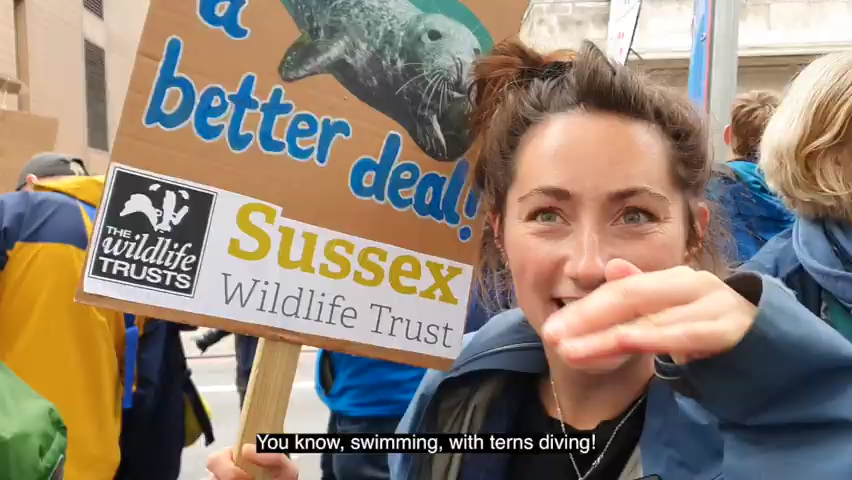 a
better deal!
THE
wildlife
TRUSTS
Sussex
Wildlife Trust
You know, swimming, with terns diving!